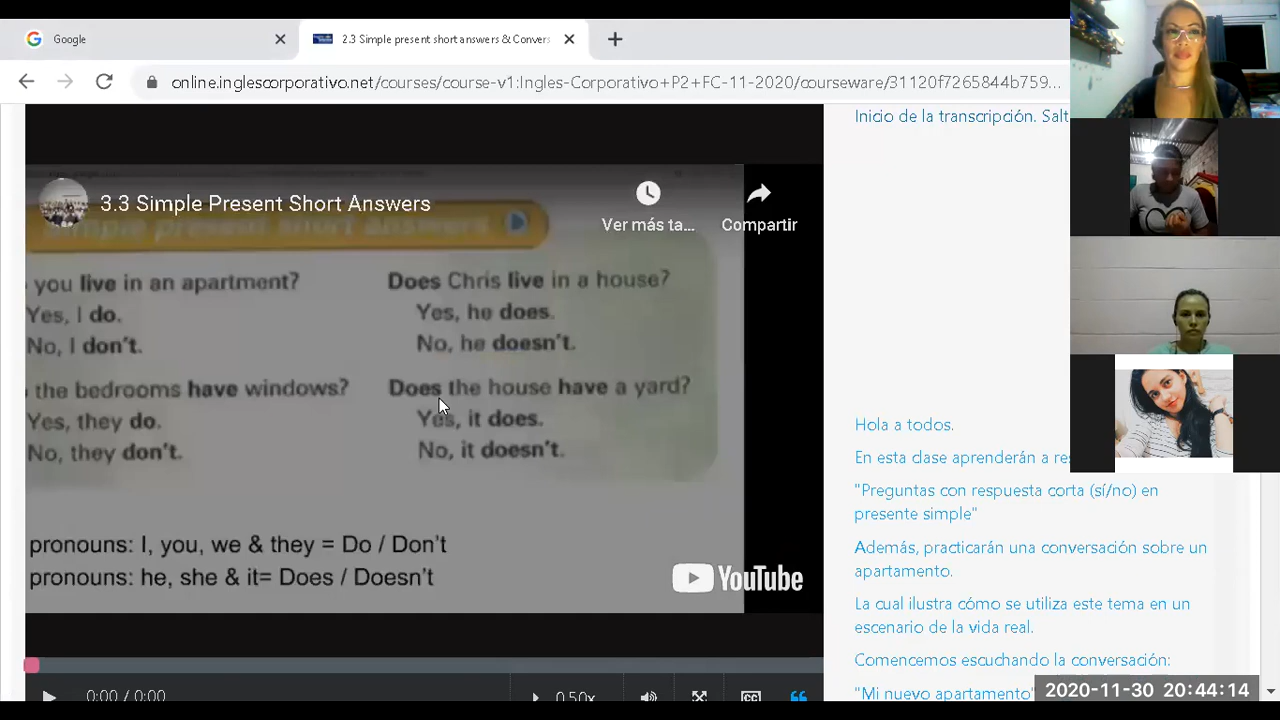 Google
2.3 Simple present short answers & Convers
online.inglescorporativo.net/courses/course-v1:Ingles-Corporativo+P2+FC-11-2020/courseware/31120f7265844b759...
Inicio de la transcripción. Salt
3.3 Simple Present Short Answers
Ver más ta...
Compartir
simple present short answers
you live in an apartment?
Yes, I do.
No, I don't.
the bedrooms have windows?
Yes, they do.
No, they don't.
Does Chris live in a house?
Yes, he does.
No, he doesn't.
Does the house have a yard?
Yes, it does.
No, it doesn't.
pronouns: I, you, we & they = Do / Don't
pronouns: he, she & it= Does / Doesn't
YouTube
0:00 / 0:00
0.50x
CC
Hola a todos.
En esta clase aprenderán a res
"Preguntas con respuesta corta (sí/no) en
presente simple"
Además, practicarán una conversación sobre un
apartamento.
La cual ilustra cómo se utiliza este tema en un
escenario de la vida real.
Comencemos escuchando la conversación:
"Mi nuevo apartamento"
2020-11-30 20:44:14